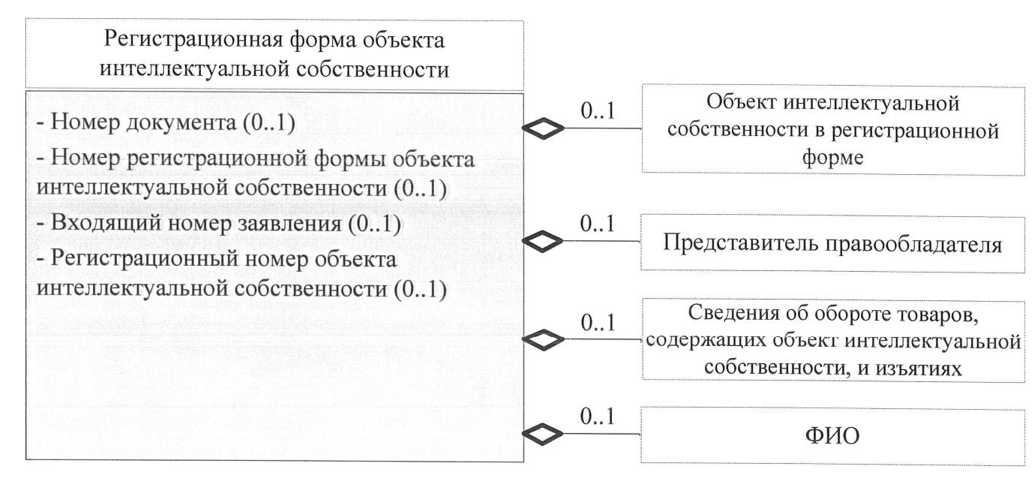 Регистрационная форма объекта
интеллектуальной собственности
- Номер документа (0..1)
- Номер регистрационной формы объекта
интеллектуальной собственности (0..1)
- Входящий номер заявления (0..1)
- Регистрационный номер объекта
интеллектуальной собственности (0..1)
0..1
Объект интеллектуальной
собственности в регистрационной
форме
0..1
Представитель правообладателя
0..1
Сведения об обороте товаров,
содержащих объект интеллектуальной
собственности, и изъятиях
0..1
ФИО